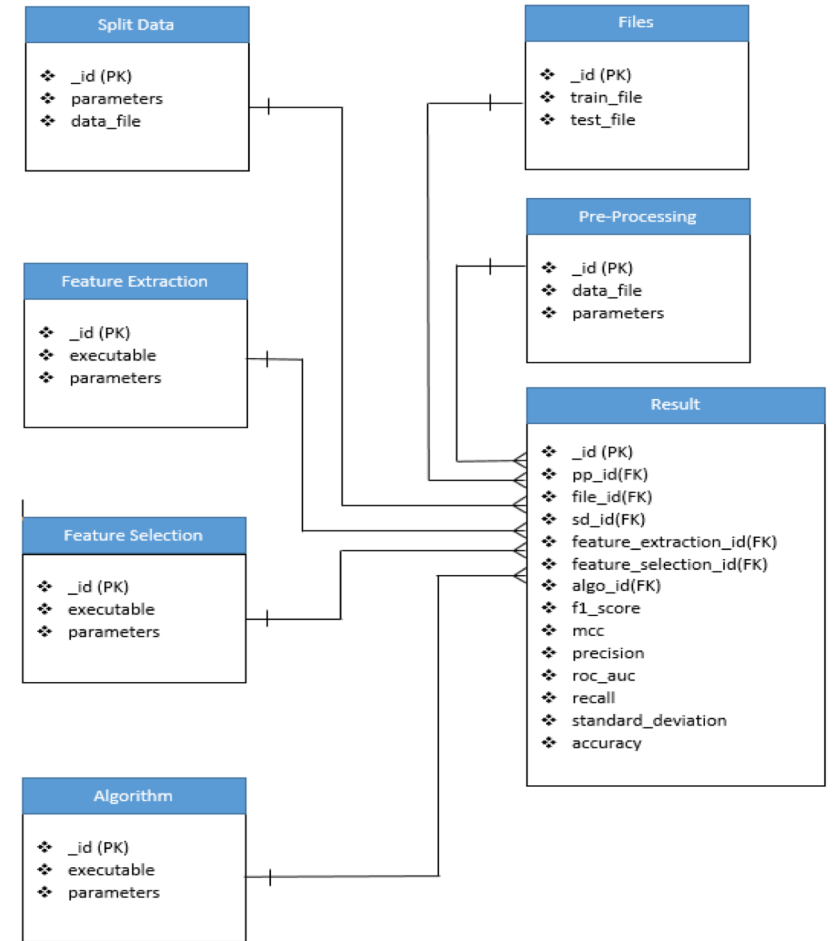 Split Data
_id (PK)
parameters
data_file
Files
_id (PK)
train_file
test_file
Pre-Processing
_id (PK)
data_file
parameters
Feature Extraction
_id (PK)
executable
parameters
Result
_id (PK)
pp_id(FK)
file_id(FK)
sd_id(FK)
feature_extraction_id(FK)
feature_selection_id(FK)
algo_id(FK)
f1_score
mcc
precision
roc_auc
recall
standard_deviation
accuracy
Feature Selection
_id (PK)
executable
parameters
Algorithm
_id (PK)
executable
parameters